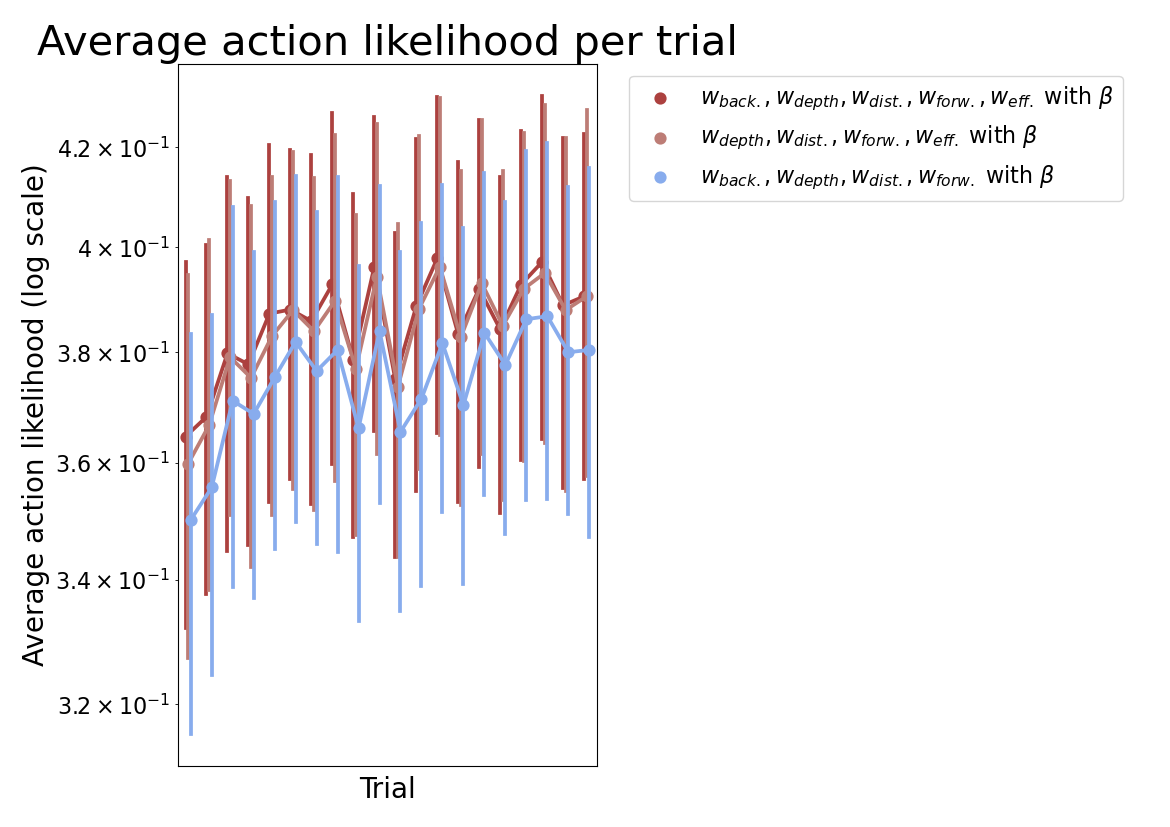 Average action likelihood per trial
w_back., w_depth, w_dist., w_forw., w_eff. with β
w_depth, w_dist., w_forw., w_eff. with β
w_back., w_depth, w_dist., w_forw. with β
Average action likelihood (log scale)
4.2 × 10⁻¹
4 × 10⁻¹
3.8 × 10⁻¹
3.6 × 10⁻¹
3.4 × 10⁻¹
3.2 × 10⁻¹
Trial